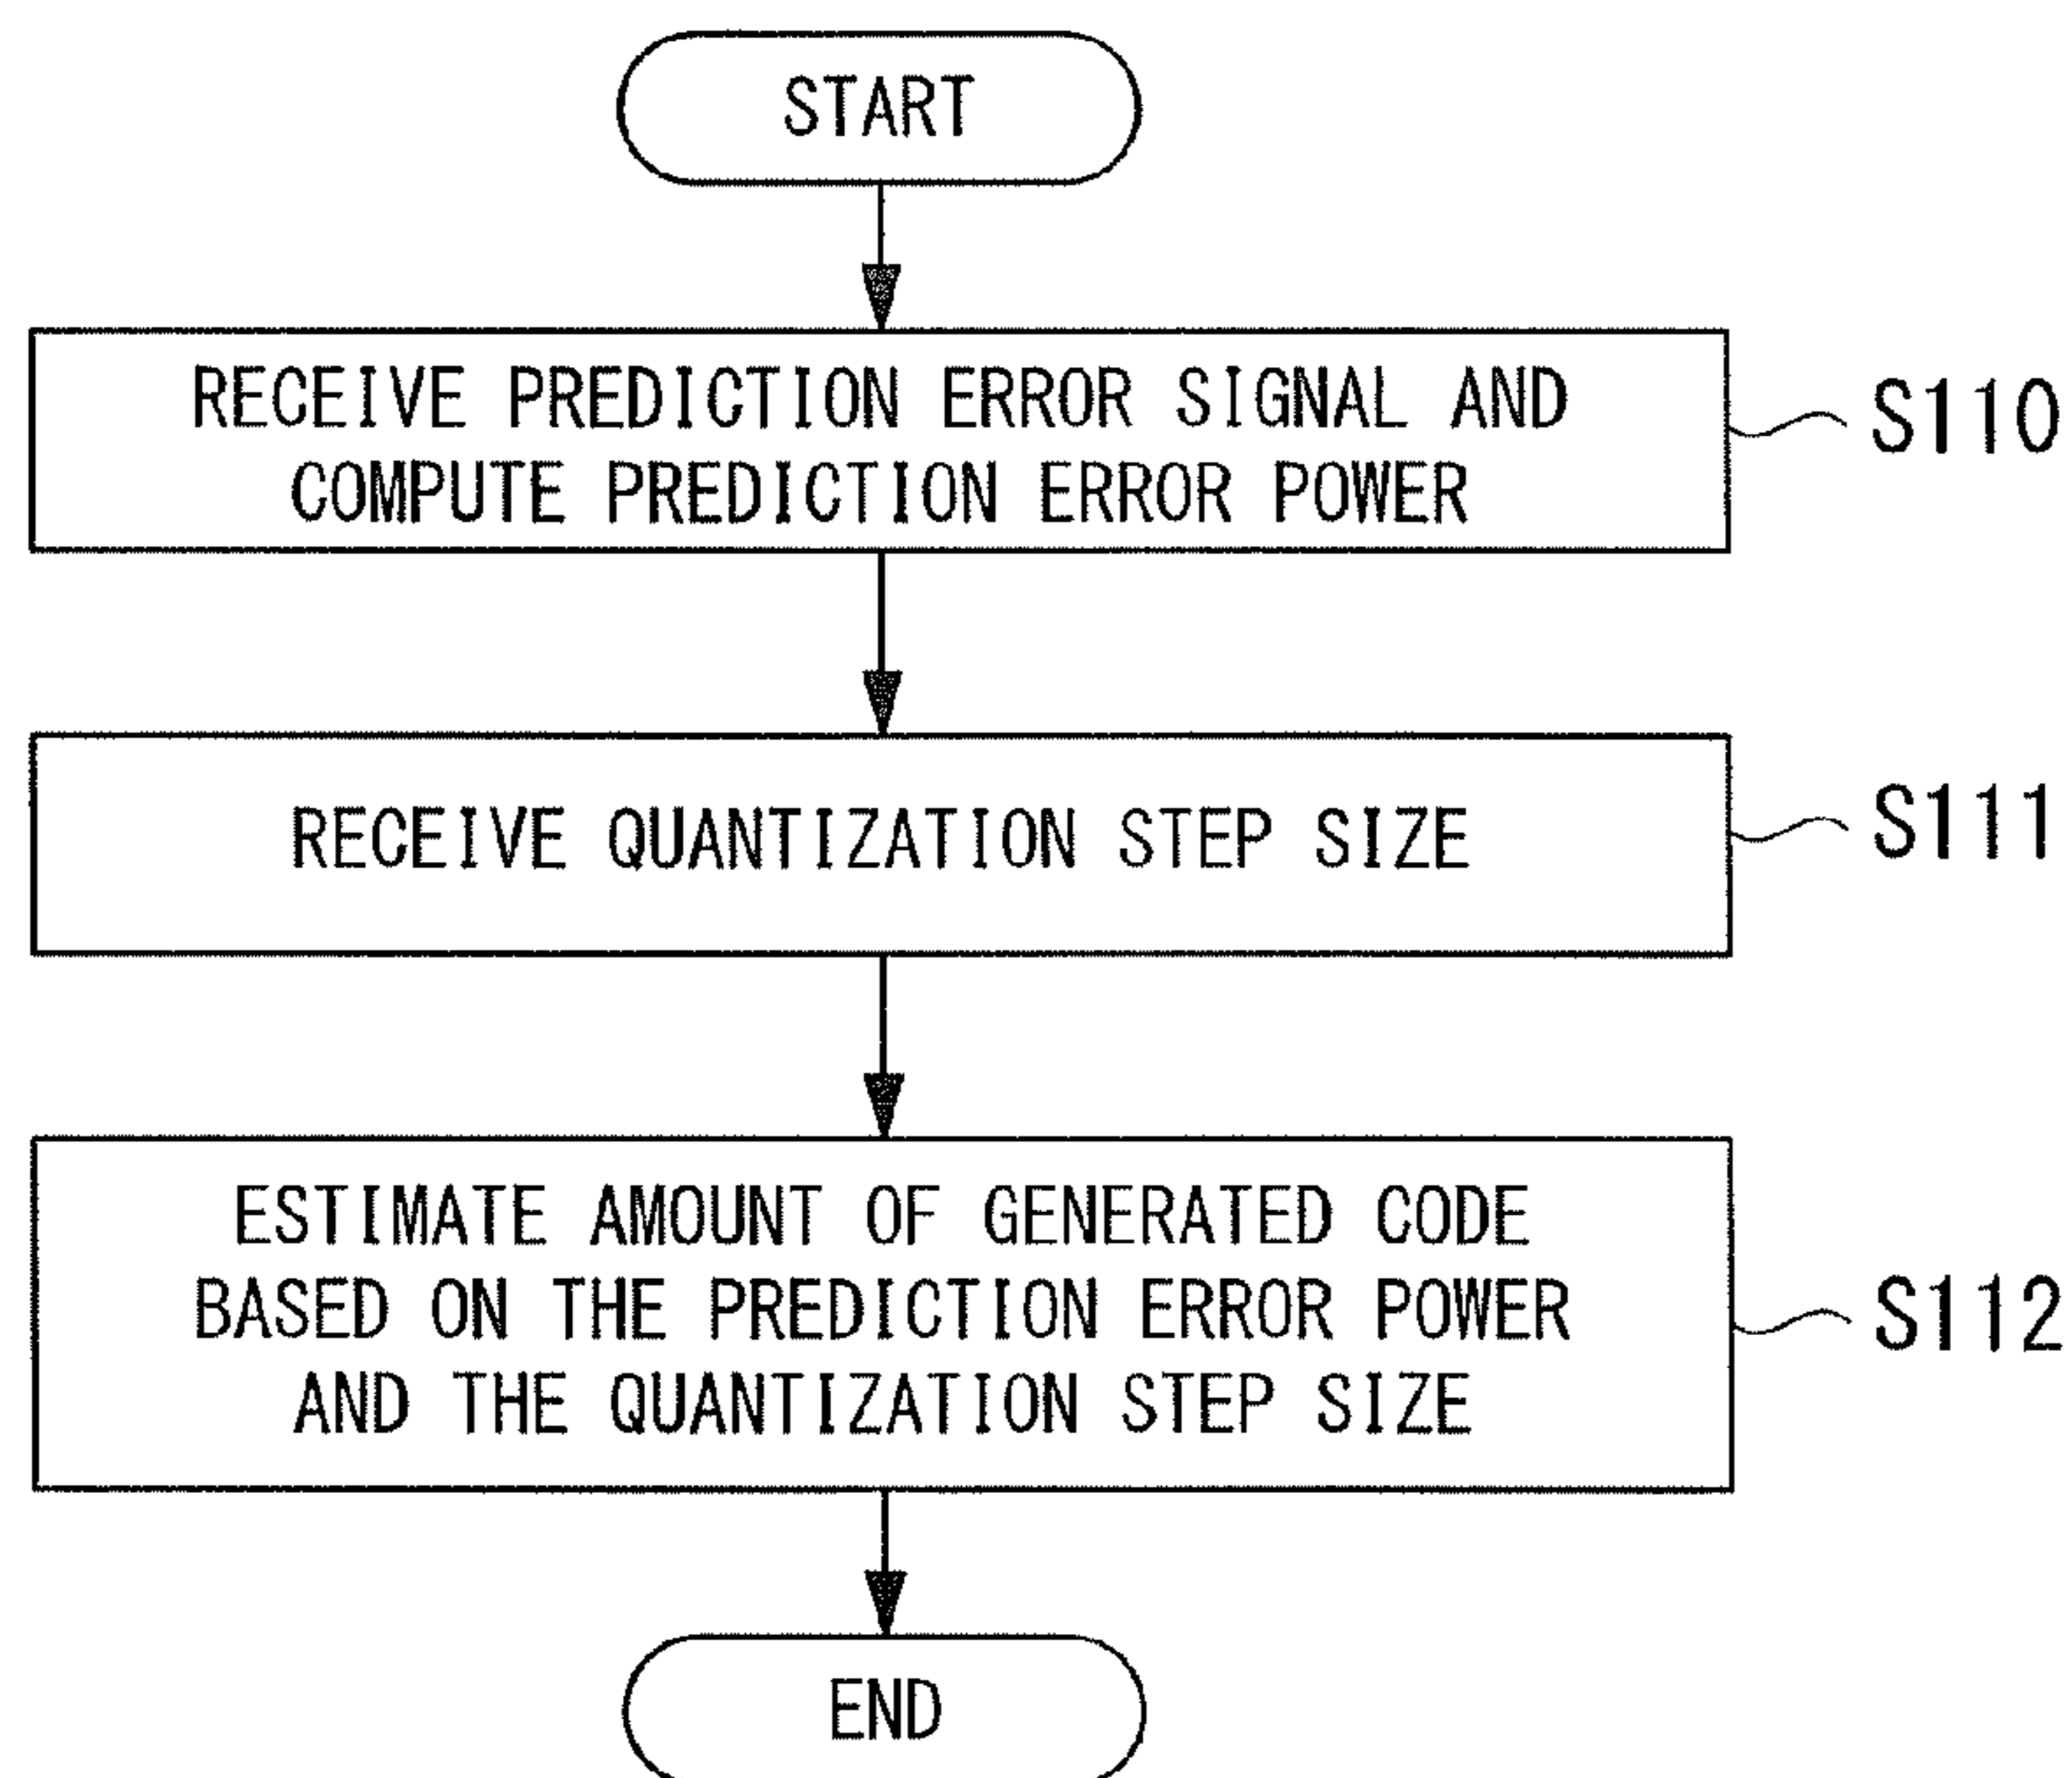 START
RECEIVE PREDICTION ERROR SIGNAL AND
COMPUTE PREDICTION ERROR POWER
S110
RECEIVE QUANTIZATION STEP SIZE
S111
ESTIMATE AMOUNT OF GENERATED CODE
BASED ON THE PREDICTION ERROR POWER
AND THE QUANTIZATION STEP SIZE
S112
END